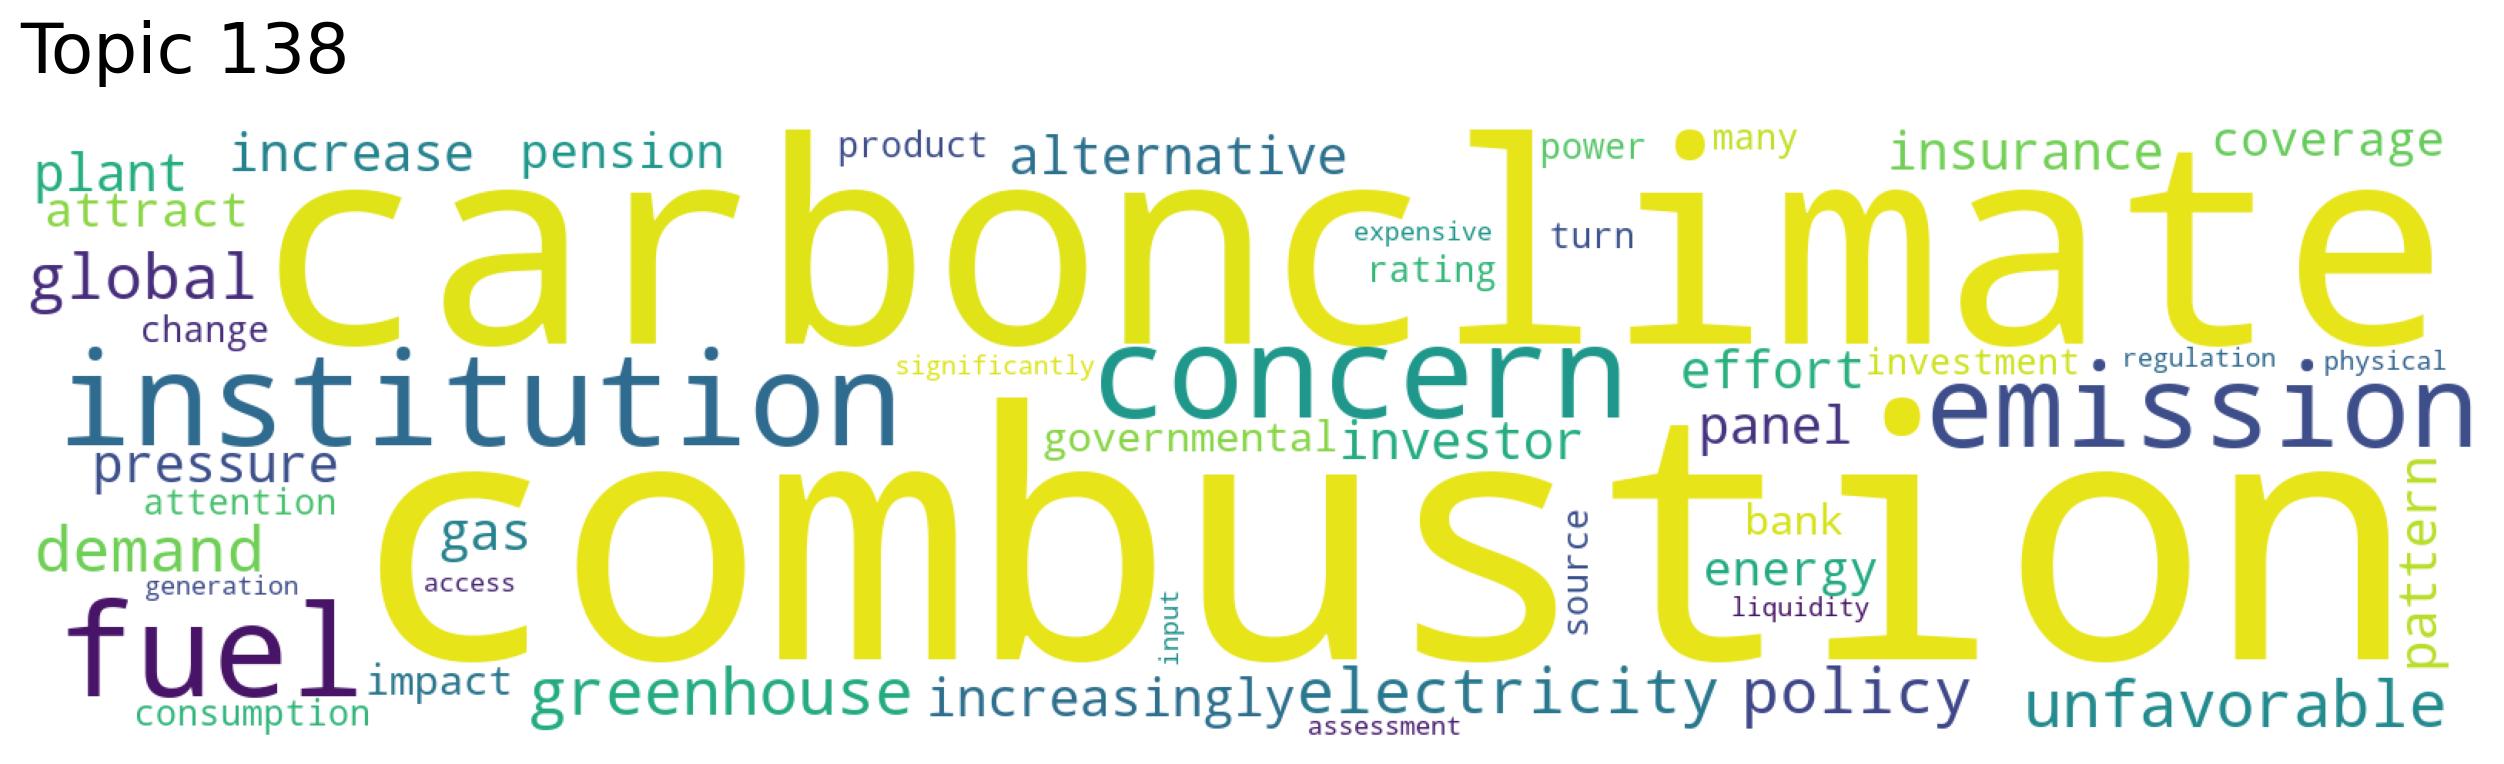 Topic 138
plant
increase
pension
product
alternative
power
many
insurance
coverage
attract
carbon
climate
expensive
turn
global
rating
change
institution
significantly
concern
effort
investment
regulation
physical
governmental
investor
panel
emission
pressure
attention
combustion
gas
bank
pattern
demand
source
energy
generation
access
input
liquidity
fuel
impact
greenhouse
increasingly
electricity
policy
unfavorable
consumption
assessment